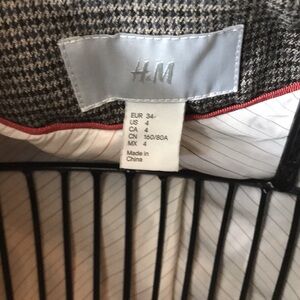 H&M
EUR 34
US 4
CA 4
CN 160/80A
MX 4
Made in
China